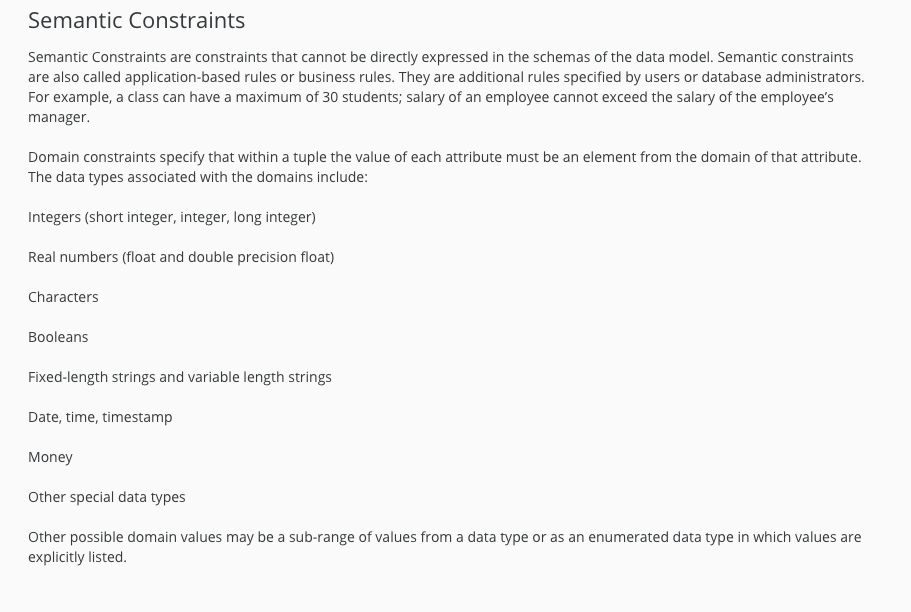 Semantic Constraints
Semantic Constraints are constraints that cannot be directly expressed in the schemas of the data model. Semantic constraints
are also called application-based rules or business rules. They are additional rules specified by users or database administrators.
For example, a class can have a maximum of 30 students; salary of an employee cannot exceed the salary of the employee’s
manager.
Domain constraints specify that within a tuple the value of each attribute must be an element from the domain of that attribute.
The data types associated with the domains include:
Integers (short integer, integer, long integer)
Real numbers (float and double precision float)
Characters
Booleans
Fixed-length strings and variable length strings
Date, time, timestamp
Money
Other special data types
Other possible domain values may be a sub-range of values from a data type or as an enumerated data type in which values are
explicitly listed.